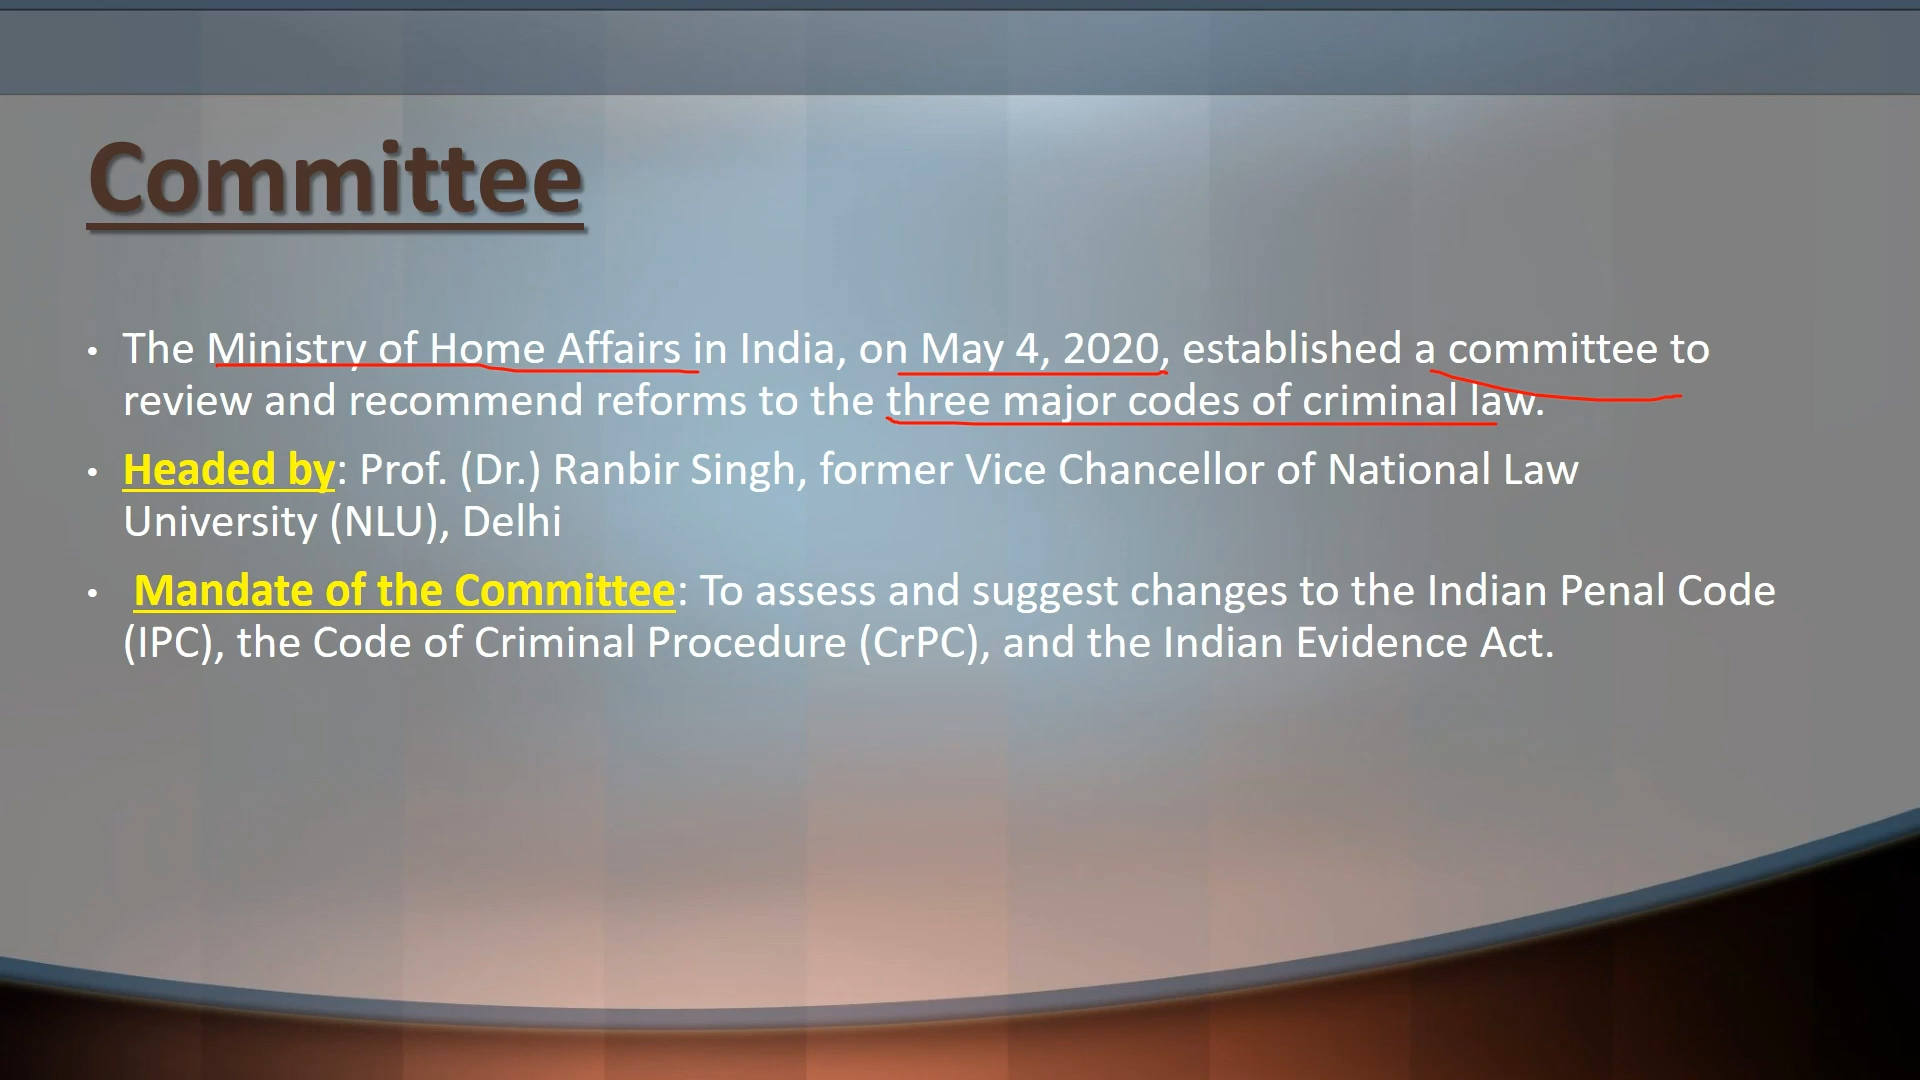 Committee
• The Ministry of Home Affairs in India, on May 4, 2020, established a committee to
review and recommend reforms to the three major codes of criminal law.
• Headed by: Prof. (Dr.) Ranbir Singh, former Vice Chancellor of National Law
University (NLU), Delhi
• Mandate of the Committee: To assess and suggest changes to the Indian Penal Code
(IPC), the Code of Criminal Procedure (CrPC), and the Indian Evidence Act.